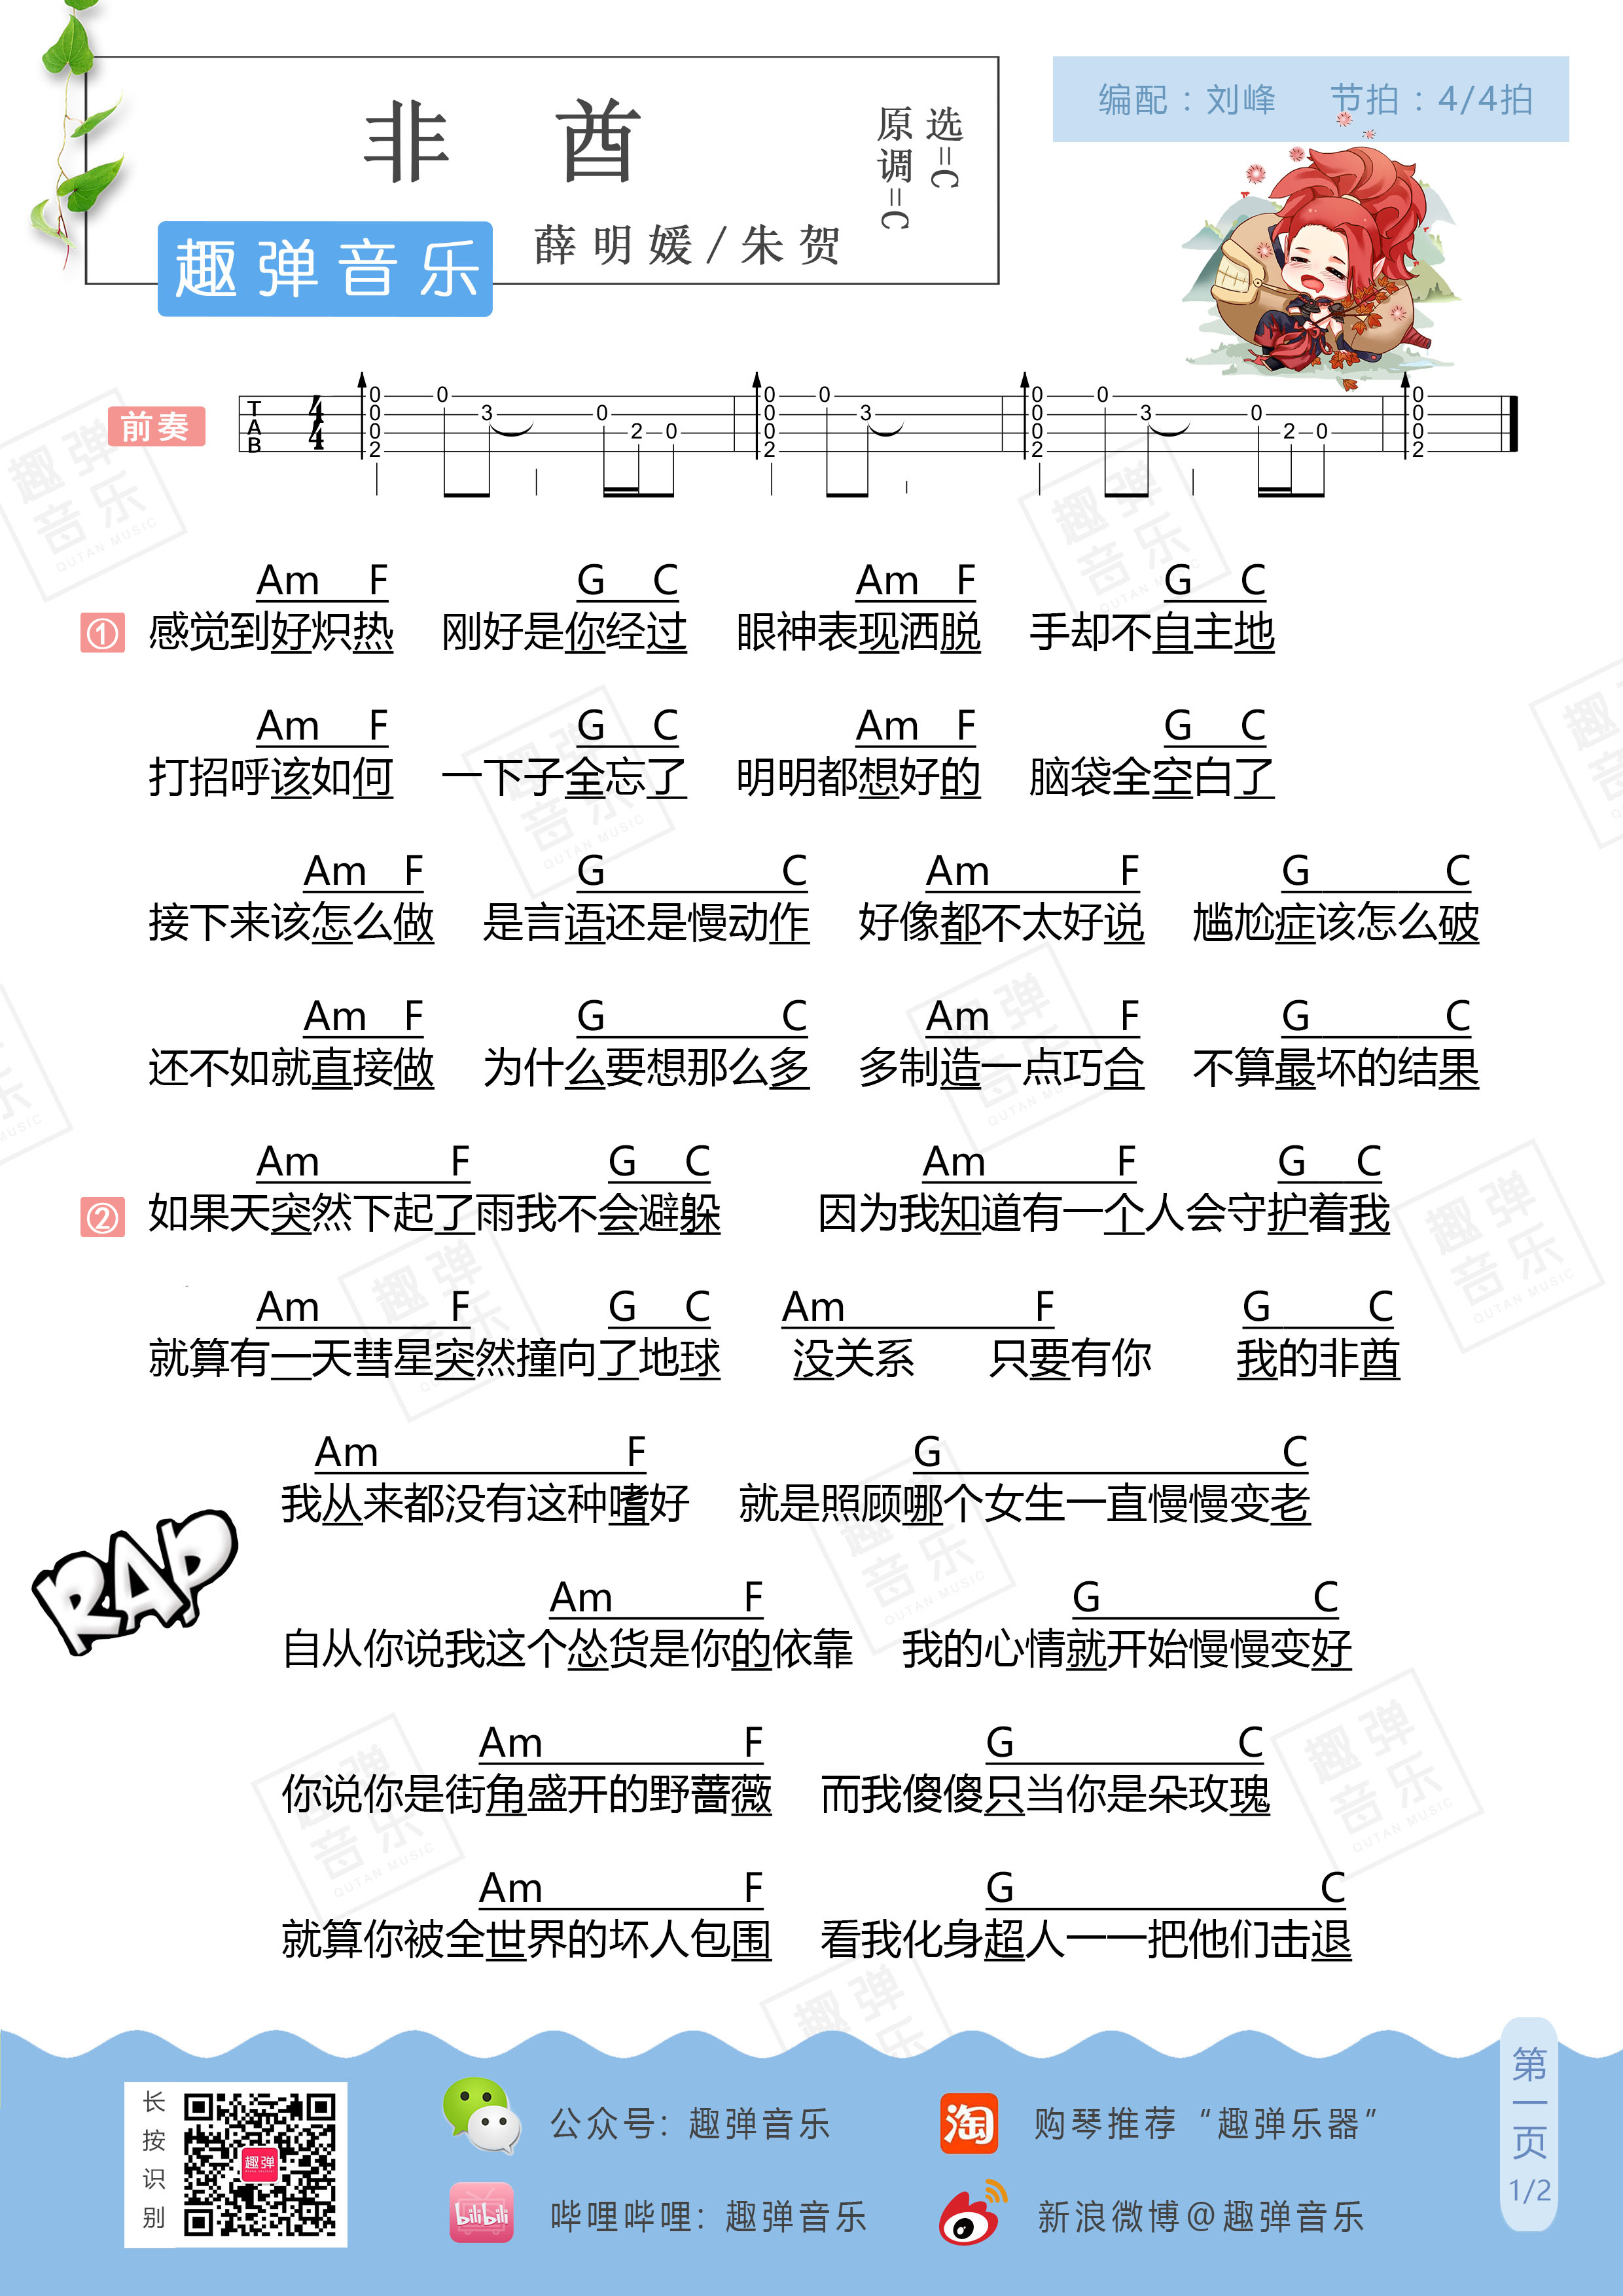 非 酋
原调=C
选=C
编配：刘峰 节拍：4/4拍
趣弹音乐
薛明媛/朱贺
前奏
T A B 4 4
0 0 0 0 0 0
0 3 0 0 3 0 3 0 0
0 2 0 0 0 2 0 0
2 2 2 2
Am F G C Am F G C
① 感觉到好炽热 刚好是你经过 眼神表现洒脱 手却不自主地
Am F G C Am F G C
打招呼该如何 一下子全忘了 明明都想好的 脑袋全空白了
Am F G C Am F G C
接下来该怎么做 是言语还是慢动作 好像都不太好说 尴尬症该怎么破
Am F G C Am F G C
还不如就直接做 为什么要想那么多 多制造一点巧合 不算最坏的结果
Am F G C Am F G C
② 如果天突然下起了雨我不会避躲 因为我知道有一个人会守护着我
Am F G C Am F G C
就算有一天彗星突然撞向了地球 没关系 只要有你 我的非酋
Am F G C
我从来都没有这种嗜好 就是照顾哪个女生一直慢慢变老
RAP
Am F G C
自从你说我这个怂货是你的依靠 我的心情就开始慢慢变好
Am F G C
你说你是街角盛开的野蔷薇 而我傻傻只当你是朵玫瑰
Am F G C
就算你被全世界的坏人包围 看我化身超人一一把他们击退
长按识别
趣弹
公众号: 趣弹音乐
淘
购琴推荐 “趣弹乐器”
bilibili
哔哩哔哩: 趣弹音乐
新浪微博@趣弹音乐
第一页
1/2
趣弹音乐
QUTAN MUSIC